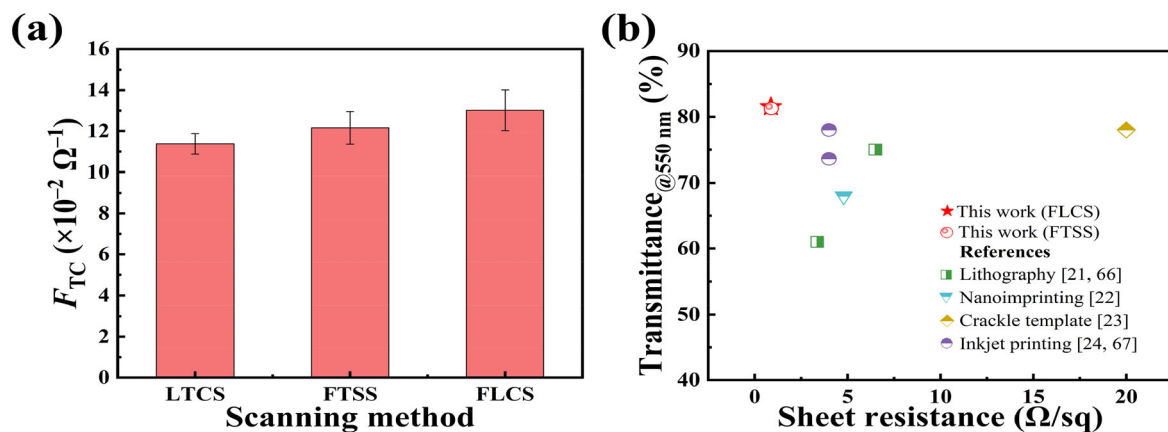 (a)
16
14
12
10
8
6
4
2
0
F_TC (×10⁻² Ω⁻¹)
LTCS FTSS FLCS
Scanning method
(b)
90
80
70
60
50
40
Transmittance@550 nm (%)
This work (FLCS)
This work (FTSS)
References
Lithography [21, 66]
Nanoimprinting [22]
Crackle template [23]
Inkjet printing [24, 67]
0 5 10 15 20
Sheet resistance (Ω/sq)